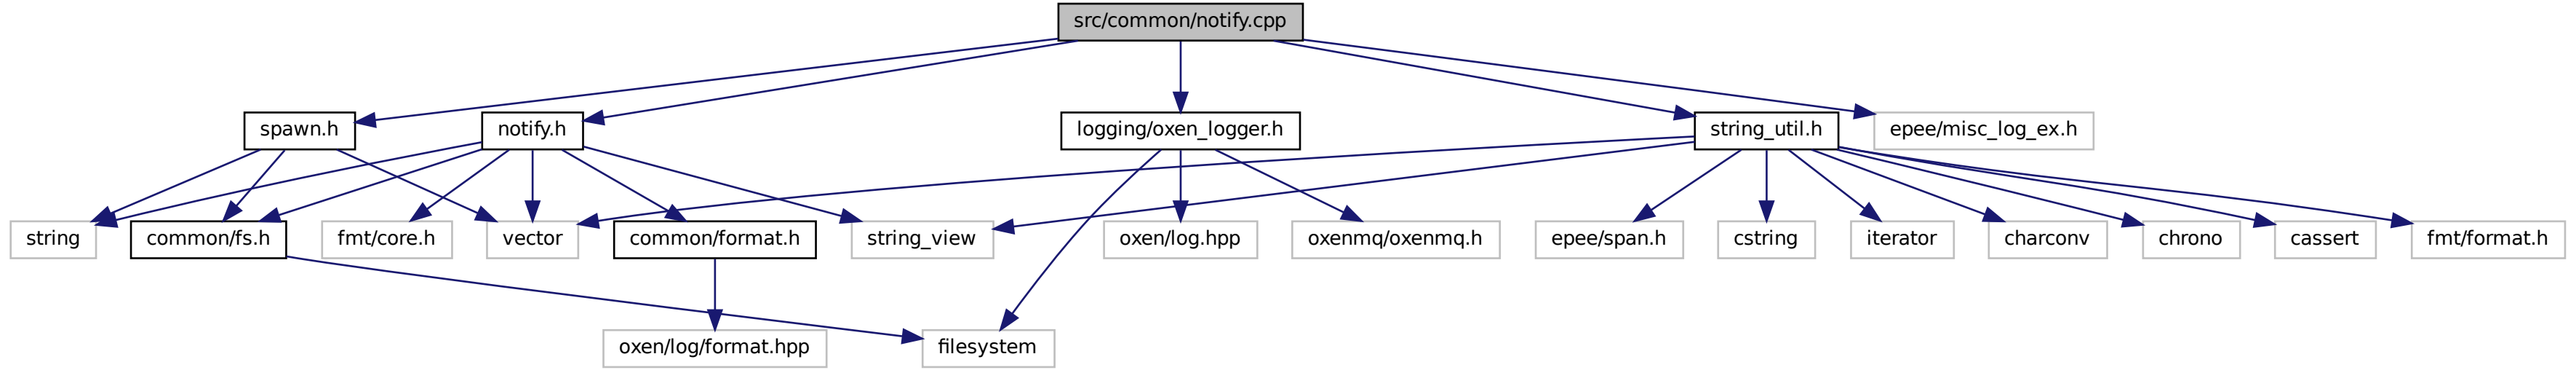 src/common/notify.cpp
spawn.h
notify.h
logging/oxen_logger.h
string_util.h
epee/misc_log_ex.h
string
common/fs.h
fmt/core.h
vector
common/format.h
string_view
oxen/log.hpp
oxenmq/oxenmq.h
epee/span.h
cstring
iterator
charconv
chrono
cassert
fmt/format.h
oxen/log/format.hpp
filesystem